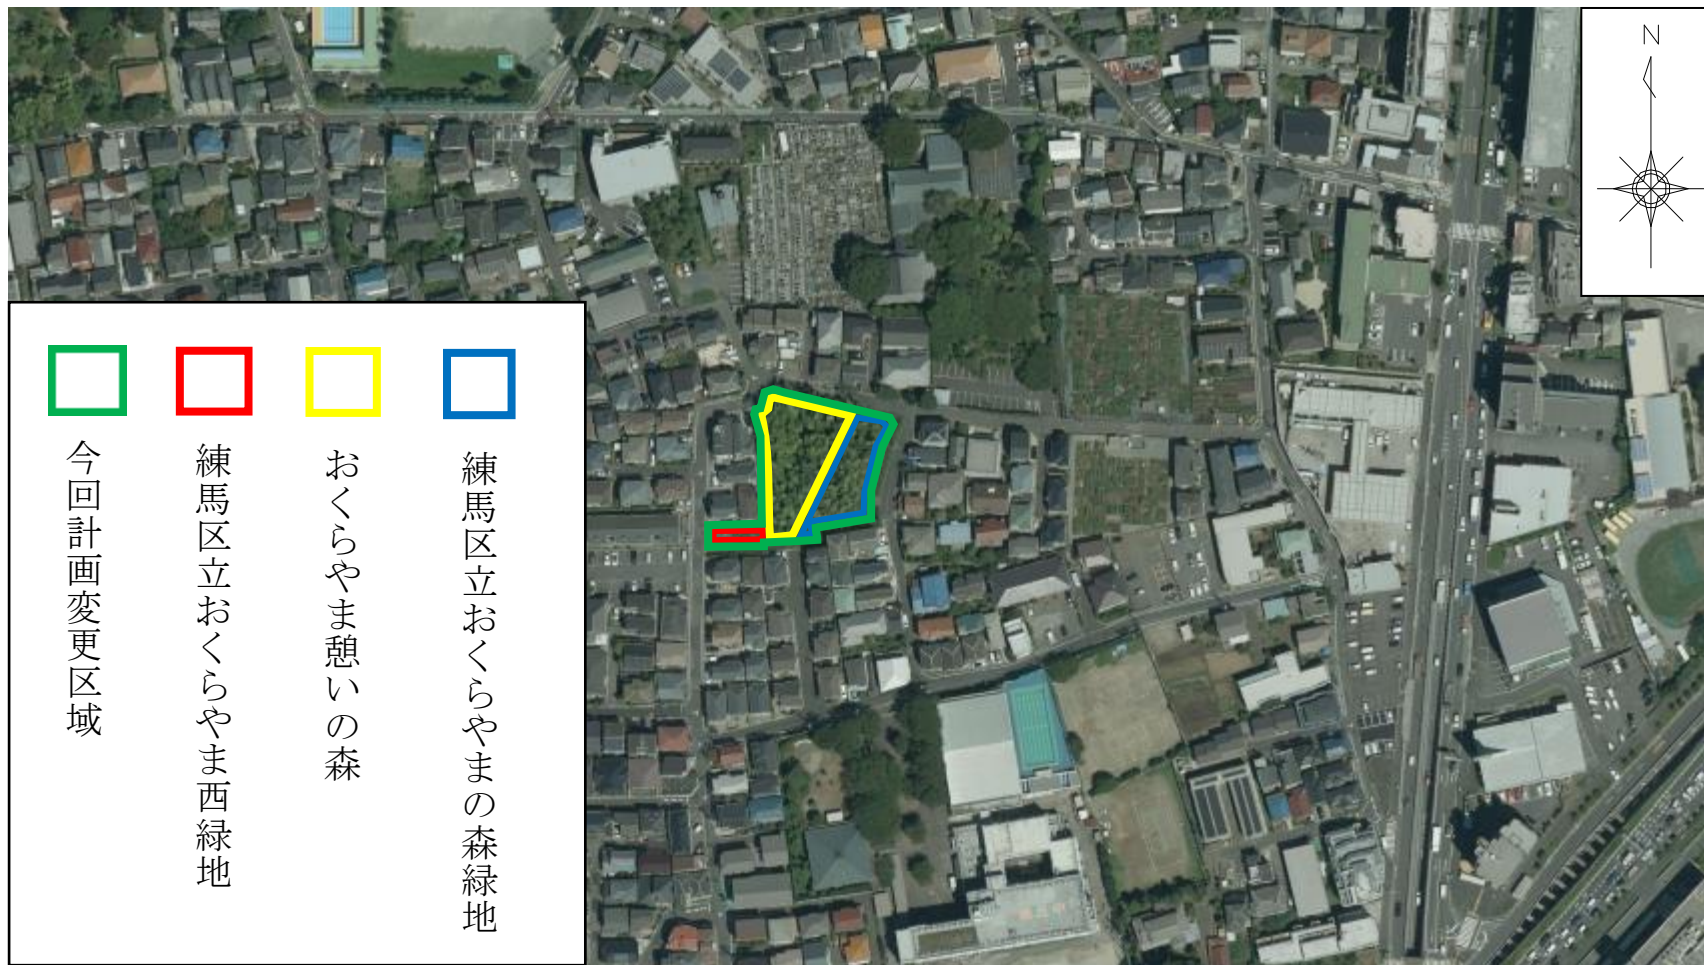 N
練馬区立おくらやまの森緑地
おくらやま憩いの森
練馬区立おくらやま西緑地
今回計画変更区域